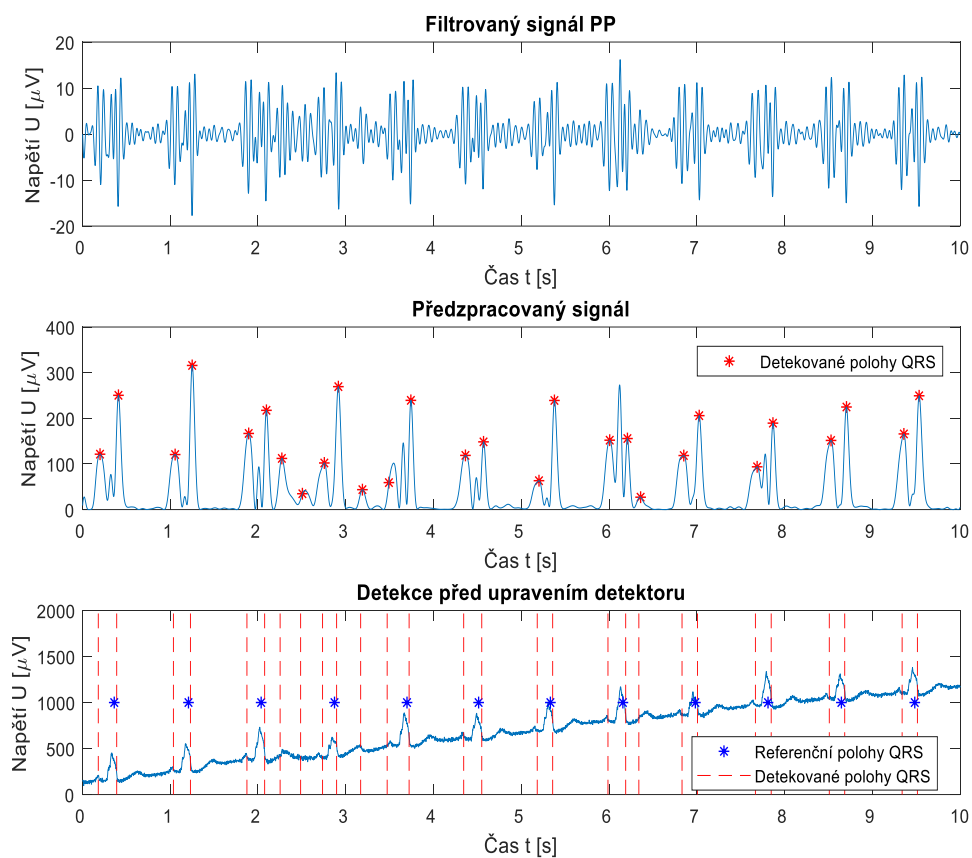 Filtrovaný signál PP
20
10
0
-10
-20
Napětí U [μV]
0 1 2 3 4 5 6 7 8 9 10
Čas t [s]
Předzpracovaný signál
400
300
200
100
0
Napětí U [μV]
Detekované polohy QRS
0 1 2 3 4 5 6 7 8 9 10
Čas t [s]
Detekce před upravením detektoru
2000
1500
1000
500
0
Napětí U [μV]
Referenční polohy QRS
Detekované polohy QRS
0 1 2 3 4 5 6 7 8 9 10
Čas t [s]